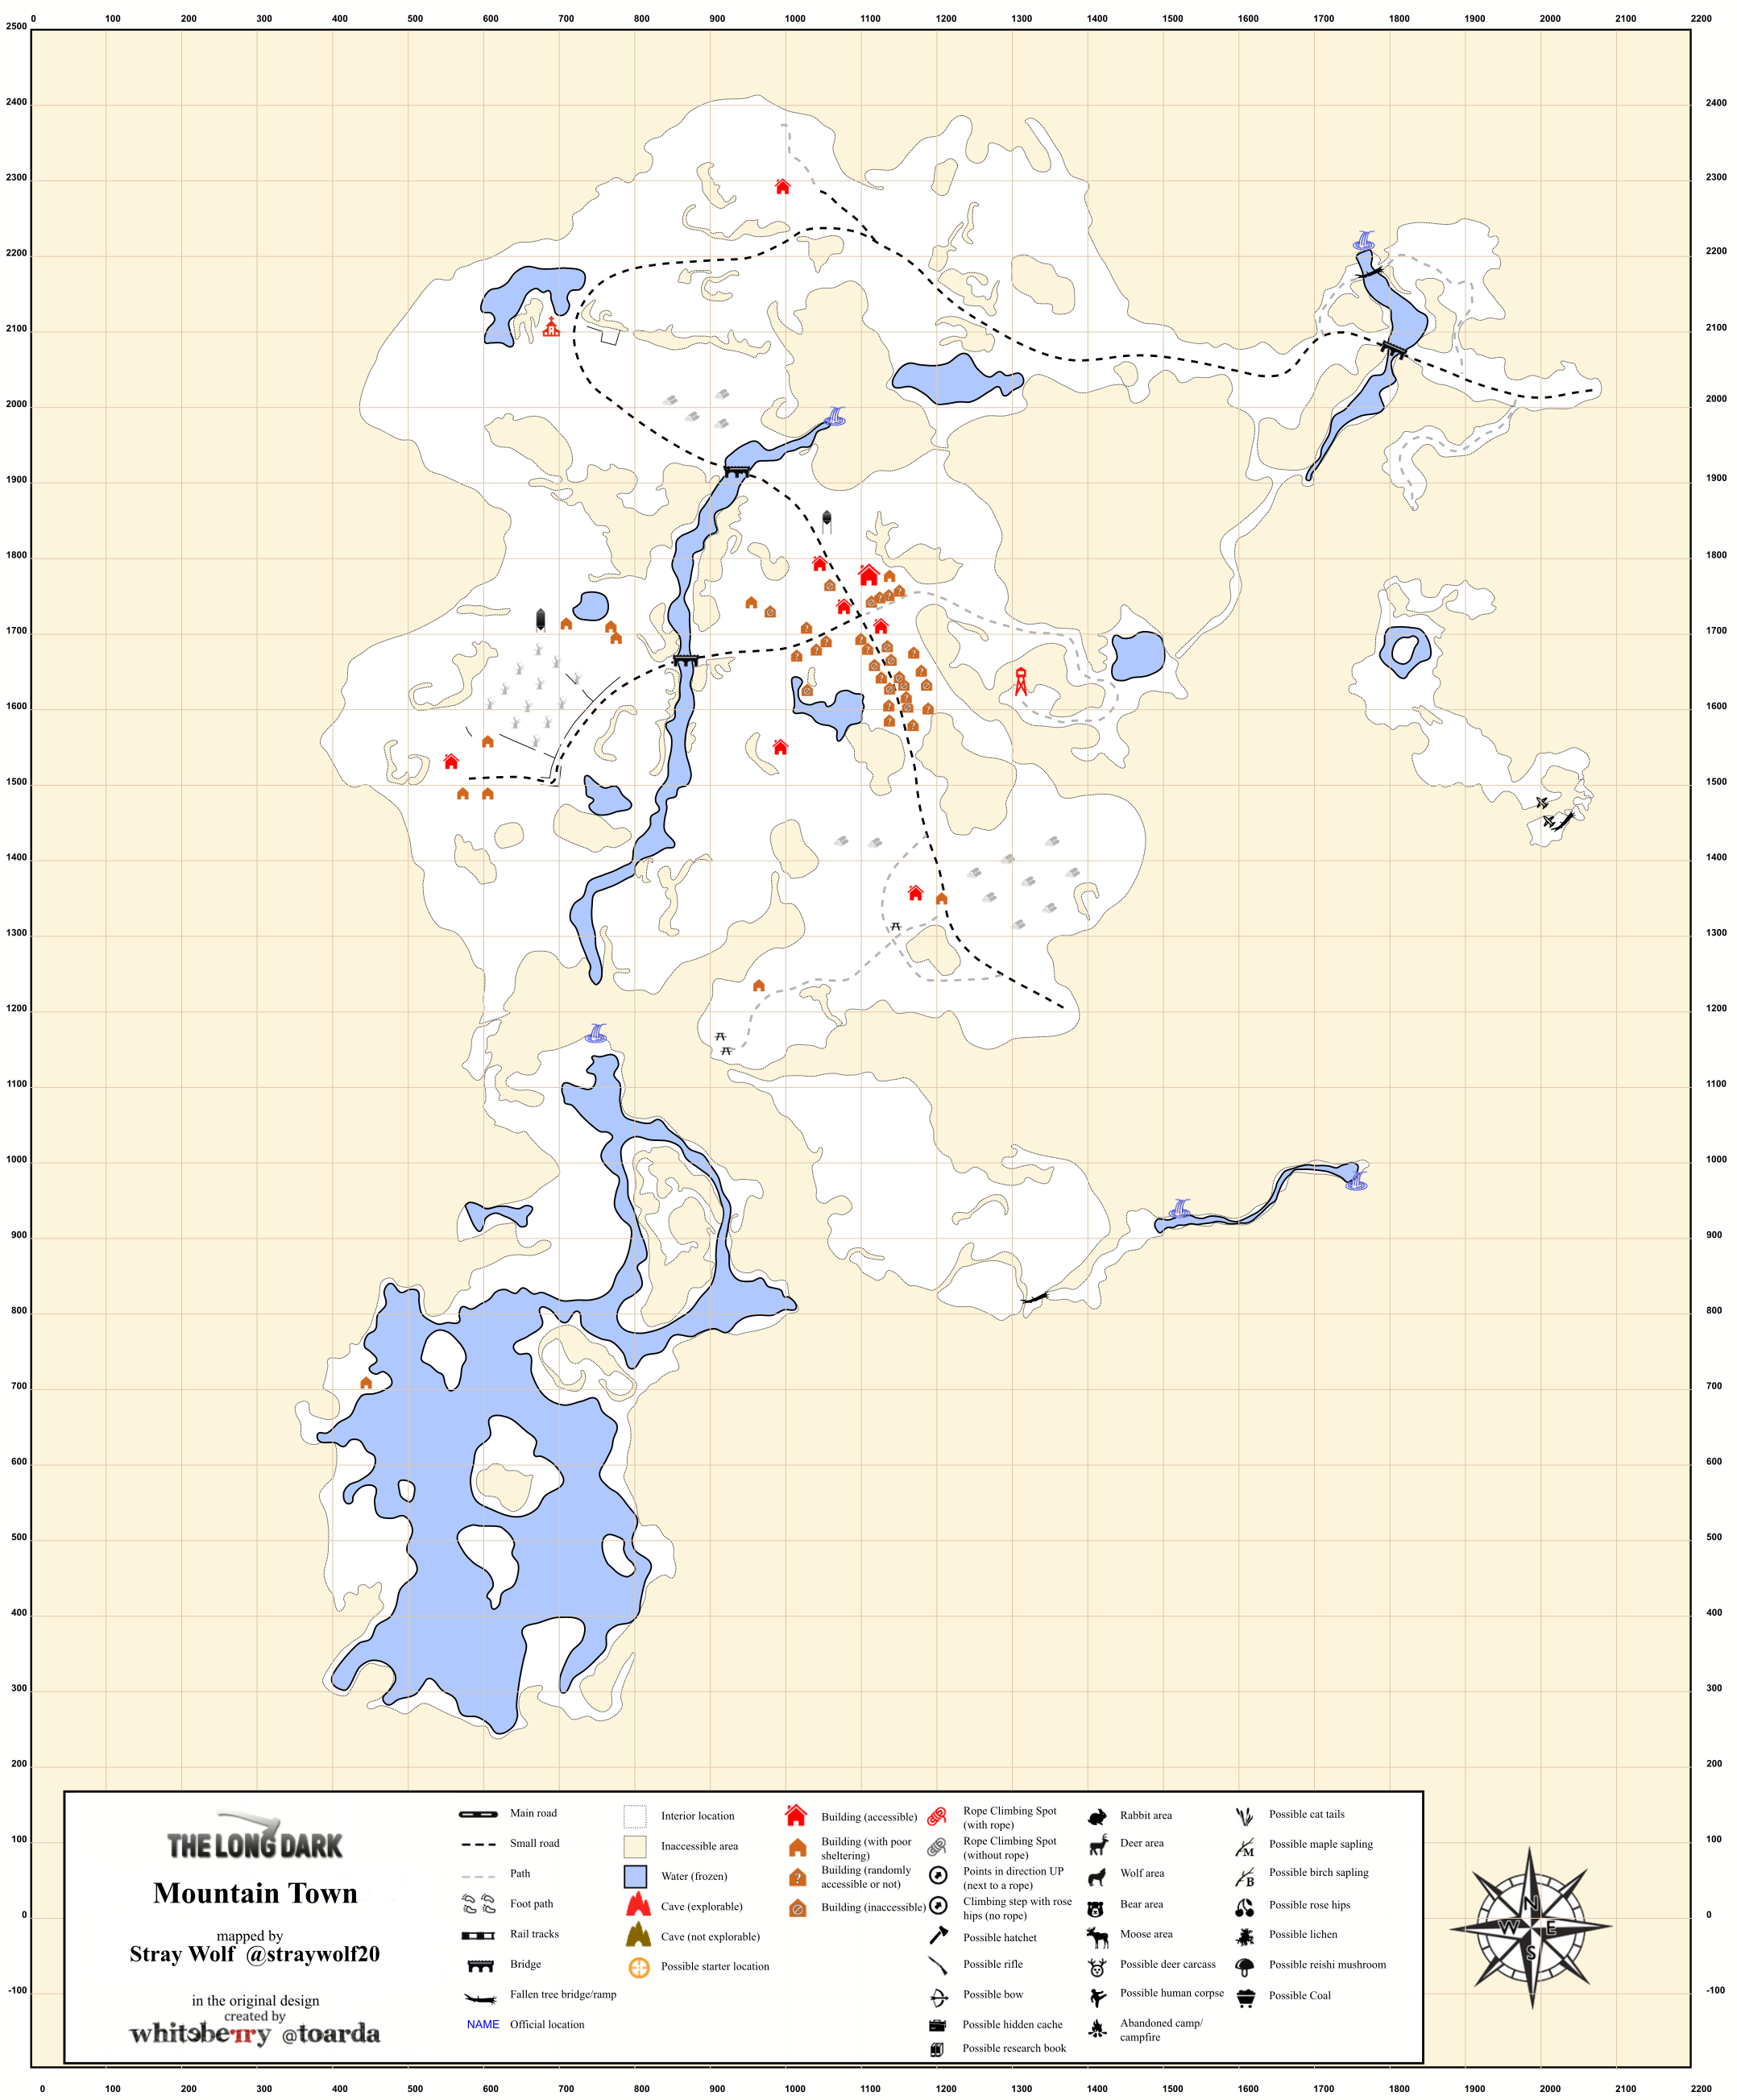 0 100 200 300 400 500 600 700 800 900 1000 1100 1200 1300 1400 1500 1600 1700 1800 1900 2000 2100 2200
2500
2400 2400
2300 2300
2200 2200
2100 2100
2000 2000
1900 1900
1800 1800
1700 1700
1600 1600
1500 1500
1400 1400
1300 1300
1200 1200
1100 1100
1000 1000
900 900
800 800
700 700
600 600
500 500
400 400
300 300
200 200
100 100
0 0
-100 -100
THE LONG DARK
Mountain Town
mapped by
Stray Wolf @straywolf20
in the original design
created by
whiteberry @toarda
Main road
Small road
Path
Foot path
Rail tracks
Bridge
Fallen tree bridge/ramp
NAME Official location
Interior location
Inaccessible area
Water (frozen)
Cave (explorable)
Cave (not explorable)
Possible starter location
Building (accessible)
Building (with poor
sheltering)
? Building (randomly
accessible or not)
Building (inaccessible)
Rope Climbing Spot
(with rope)
Rope Climbing Spot
(without rope)
Points in direction UP
(next to a rope)
Climbing step with rose
hips (no rope)
Possible hatchet
Possible rifle
Possible bow
Possible hidden cache
Possible research book
Rabbit area
Deer area
Wolf area
Bear area
Moose area
Possible deer carcass
Possible human corpse
Abandoned camp/
campfire
Possible cat tails
M Possible maple sapling
B Possible birch sapling
Possible rose hips
Possible lichen
Possible reishi mushroom
Possible Coal
N
W E
S
0 100 200 300 400 500 600 700 800 900 1000 1100 1200 1300 1400 1500 1600 1700 1800 1900 2000 2100 2200